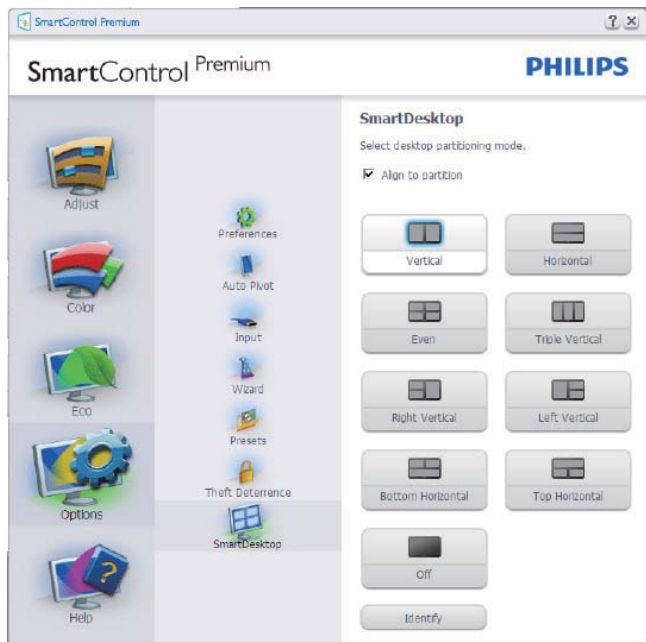 SmartControl Premium
? X
SmartControl Premium
PHILIPS
Adjust
Color
Eco
Options
Help
Preferences
Auto Pivot
Input
Wizard
Presets
Theft Deterrence
SmartDesktop
SmartDesktop
Select desktop partitioning mode.
Align to partition
Vertical
Horizontal
Even
Triple Vertical
Right Vertical
Left Vertical
Bottom Horizontal
Top Horizontal
Off
Identify